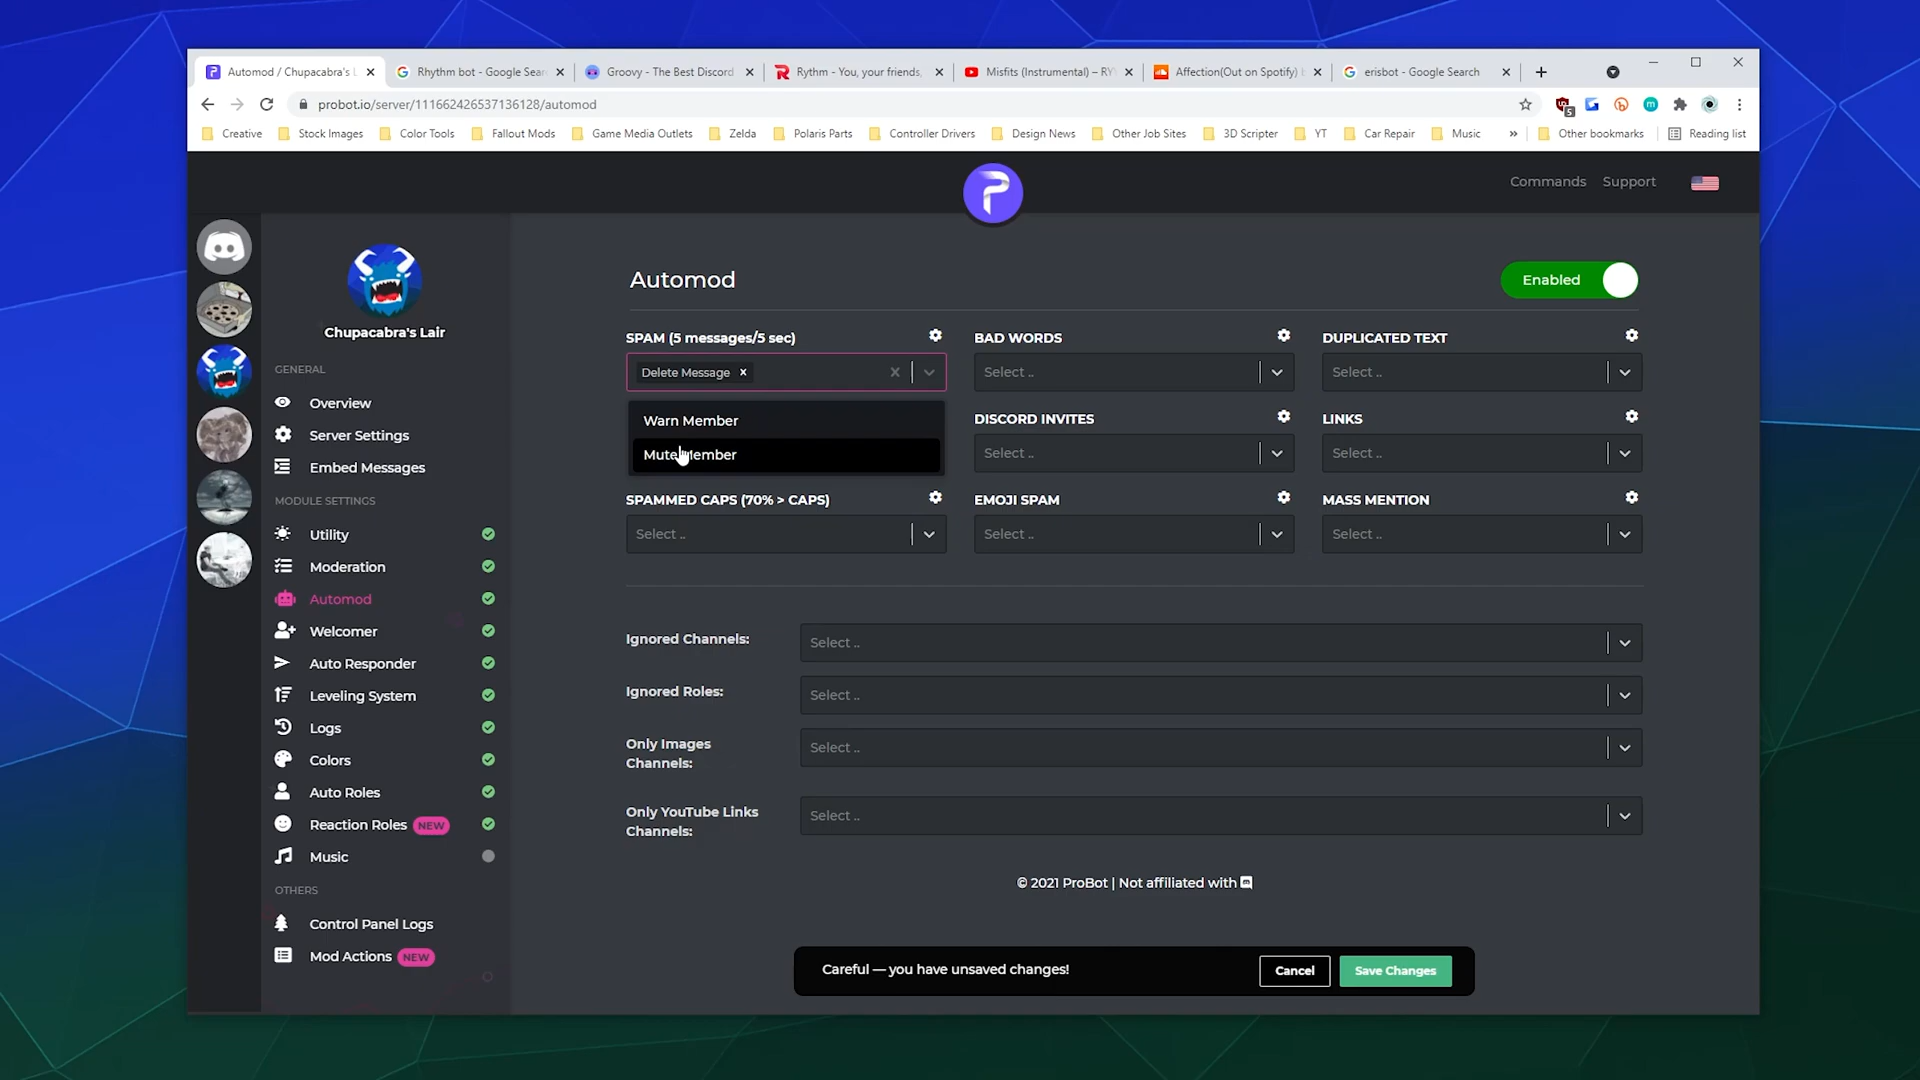 Automod / Chupacabra's L
Rhythm bot - Google Sear
Groovy - The Best Discord
Rythm - You, your friends,
Misfits (Instrumental) – RY
Affection(Out on Spotify) b
erisbot - Google Search
probot.io/server/111662426537136128/automod
5
Creative
Stock Images
Color Tools
Fallout Mods
Game Media Outlets
Zelda
Polaris Parts
Controller Drivers
Design News
Other Job Sites
3D Scripter
YT
Car Repair
Music
»
Other bookmarks
Reading list
Commands
Support
Chupacabra's Lair
GENERAL
Overview
Server Settings
Embed Messages
MODULE SETTINGS
Utility
Moderation
Automod
Welcomer
Auto Responder
Leveling System
Logs
Colors
Auto Roles
Reaction Roles NEW
Music
OTHERS
Control Panel Logs
Mod Actions NEW
Automod
Enabled
SPAM (5 messages/5 sec)
Delete Message ×
Warn Member
Mute Member
BAD WORDS
Select ..
DUPLICATED TEXT
Select ..
DISCORD INVITES
Select ..
LINKS
Select ..
SPAMMED CAPS (70% > CAPS)
Select ..
EMOJI SPAM
Select ..
MASS MENTION
Select ..
Ignored Channels:
Select ..
Ignored Roles:
Select ..
Only Images
Channels:
Select ..
Only YouTube Links
Channels:
Select ..
© 2021 ProBot | Not affiliated with
Careful — you have unsaved changes!
Cancel
Save Changes